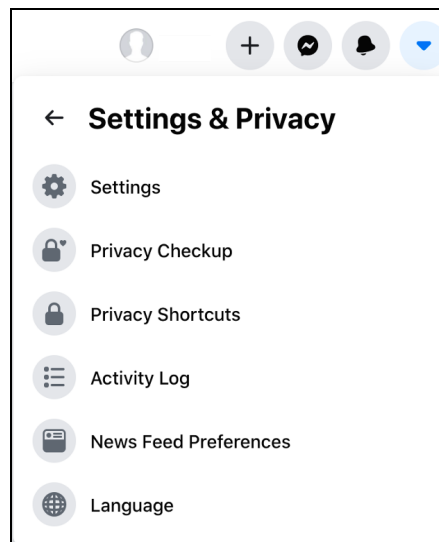 Settings & Privacy
Settings
Privacy Checkup
Privacy Shortcuts
Activity Log
News Feed Preferences
Language